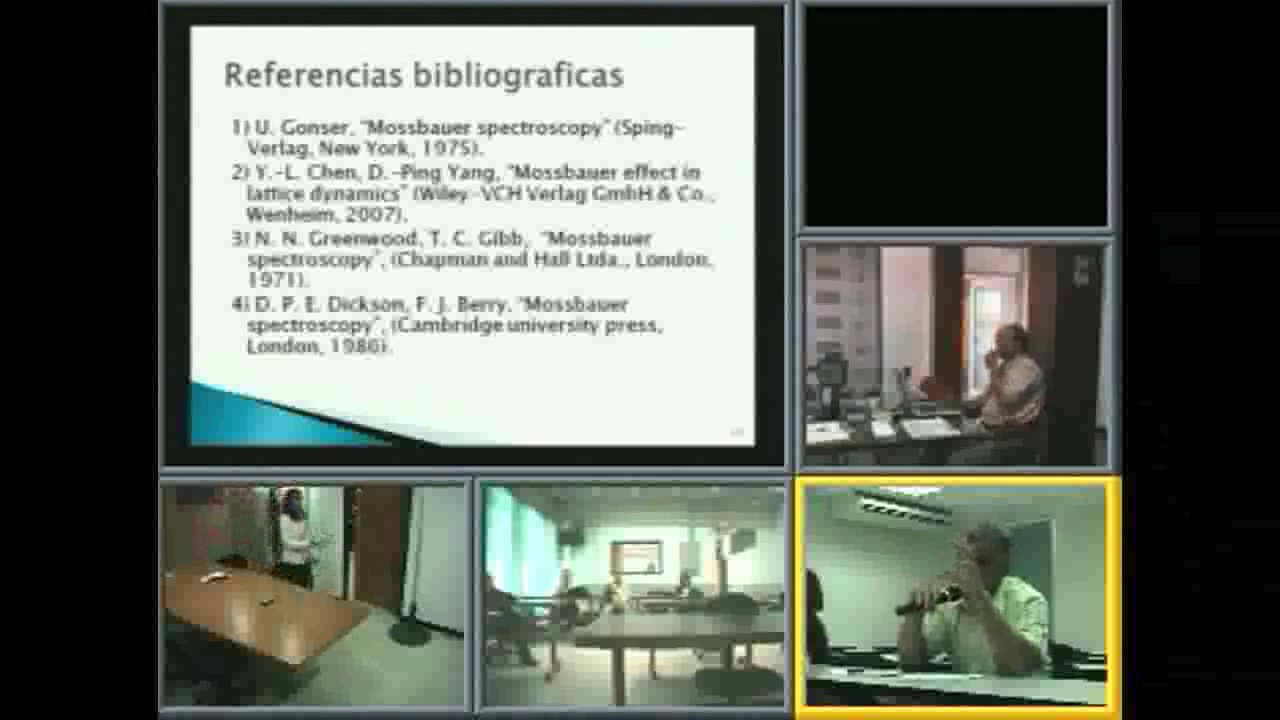 Referencias bibliograficas
1) U. Gonser, "Mossbauer spectroscopy" (Sping-
Verlag, New York, 1975).
2) Y.-L. Chen, D.-Ping Yang, "Mossbauer effect in
lattice dynamics" (Wiley-VCH Verlag GmbH & Co.,
Wenheim, 2007).
3) N. N. Greenwood, T. C. Gibb, "Mossbauer
spectroscopy", (Chapman and Hall Ltda., London,
1971).
4) D. P. E. Dickson, F. J. Berry, "Mossbauer
spectroscopy", (Cambridge university press,
London, 1986).